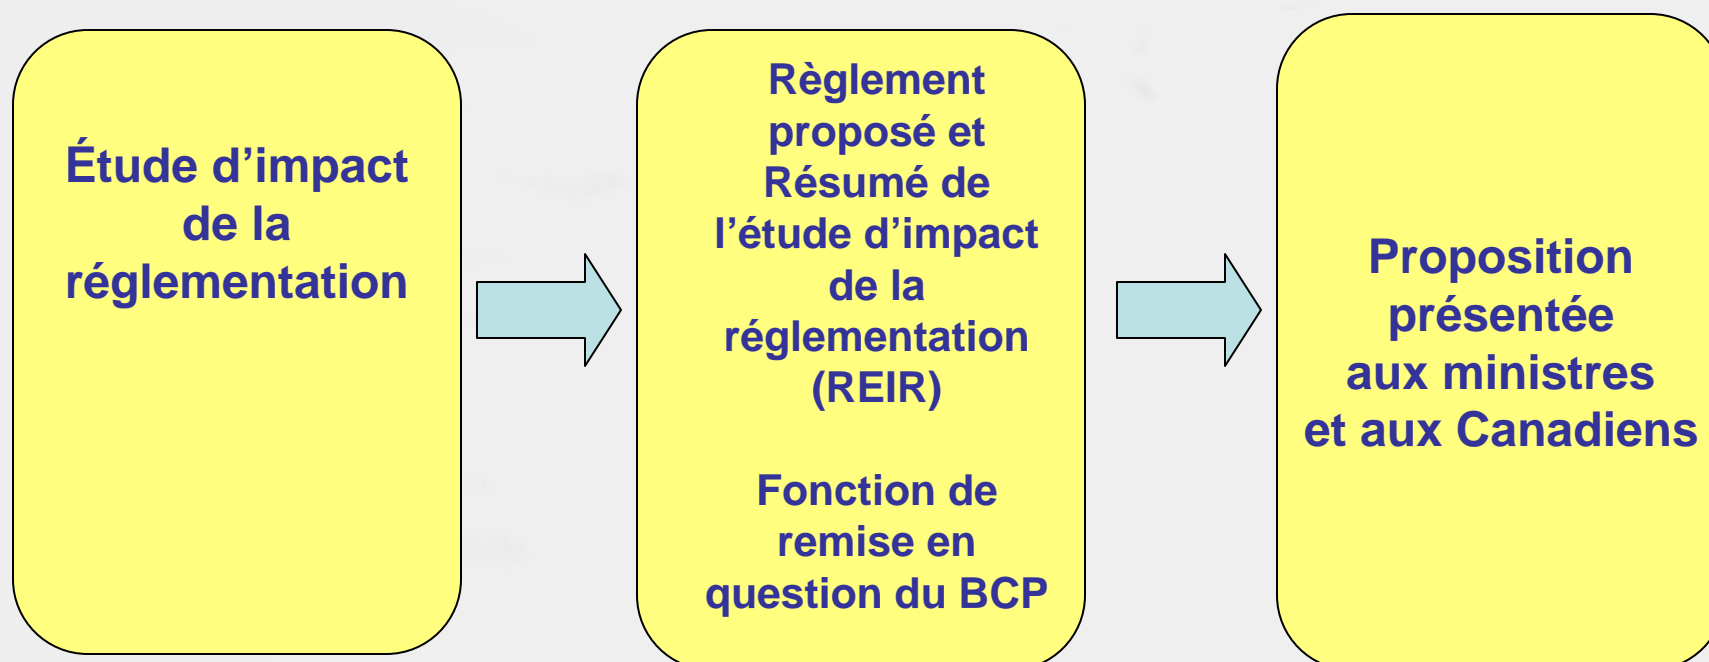 Étude d’impact
de la
réglementation
Règlement
proposé et
Résumé de
l’étude d’impact
de la
réglementation
(REIR)
Fonction de
remise en
question du BCP
Proposition
présentée
aux ministres
et aux Canadiens